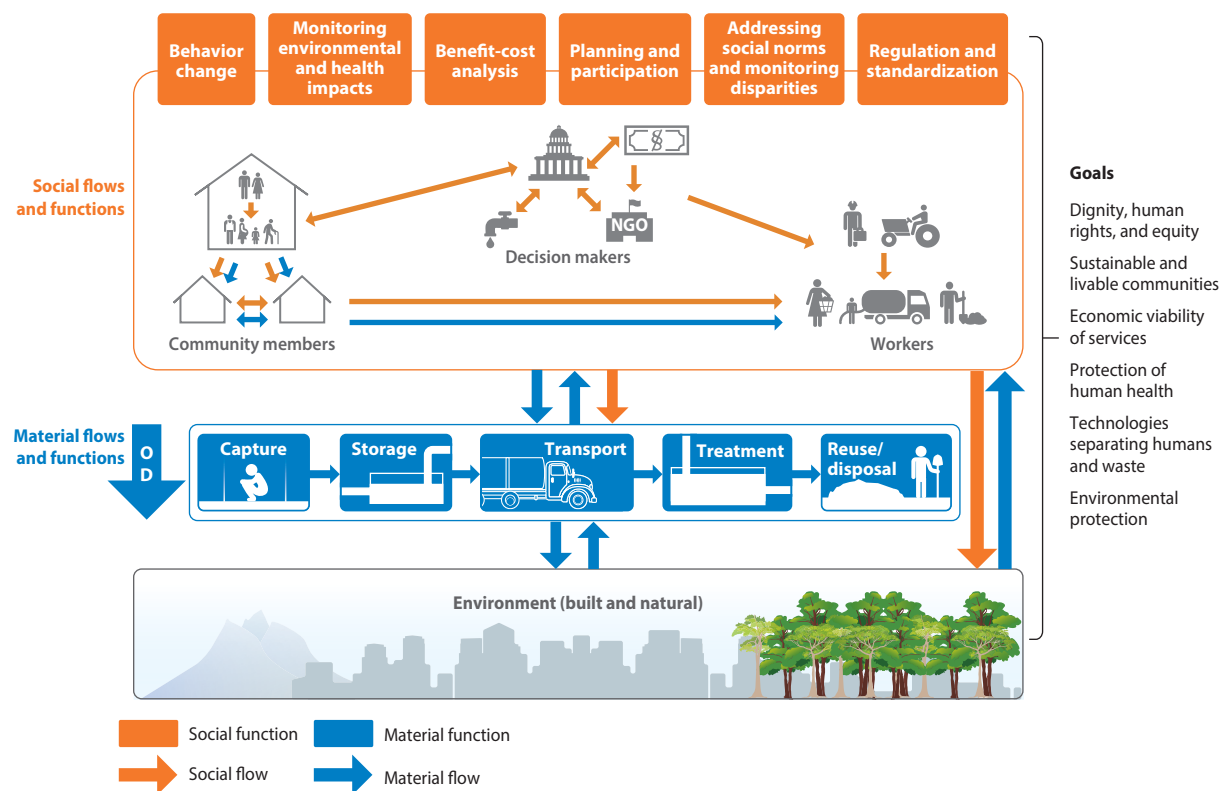 Behavior
change
Monitoring
environmental
and health
impacts
Benefit-cost
analysis
Planning and
participation
Addressing
social norms
and monitoring
disparities
Regulation and
standardization
Social flows
and functions
NGO
Decision makers
Community members
Workers
Goals
Dignity, human
rights, and equity
Sustainable and
livable communities
Economic viability
of services
Protection of
human health
Technologies
separating humans
and waste
Environmental
protection
Material flows
and functions
O
D
Capture
Storage
Transport
Treatment
Reuse/
disposal
Environment (built and natural)
Social function
Material function
Social flow
Material flow